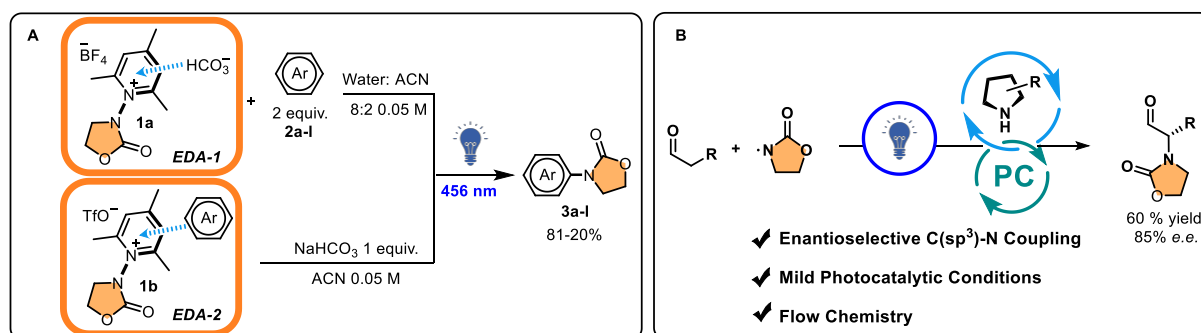 A
BF4 −
HCO3−
N+
N
O
O
1a
EDA-1
+
Ar
2 equiv.
2a-l
Water: ACN
8:2 0.05 M
456 nm
Ar
N
O
O
3a-l
81-20%
TfO−
Ar
N+
N
O
O
1b
EDA-2
NaHCO3 1 equiv.
ACN 0.05 M
B
O
R
+
·N
O
O
R
N
H
PC
O
R
N
O
O
60 % yield
85% e.e.
✓ Enantioselective C(sp3)-N Coupling
✓ Mild Photocatalytic Conditions
✓ Flow Chemistry